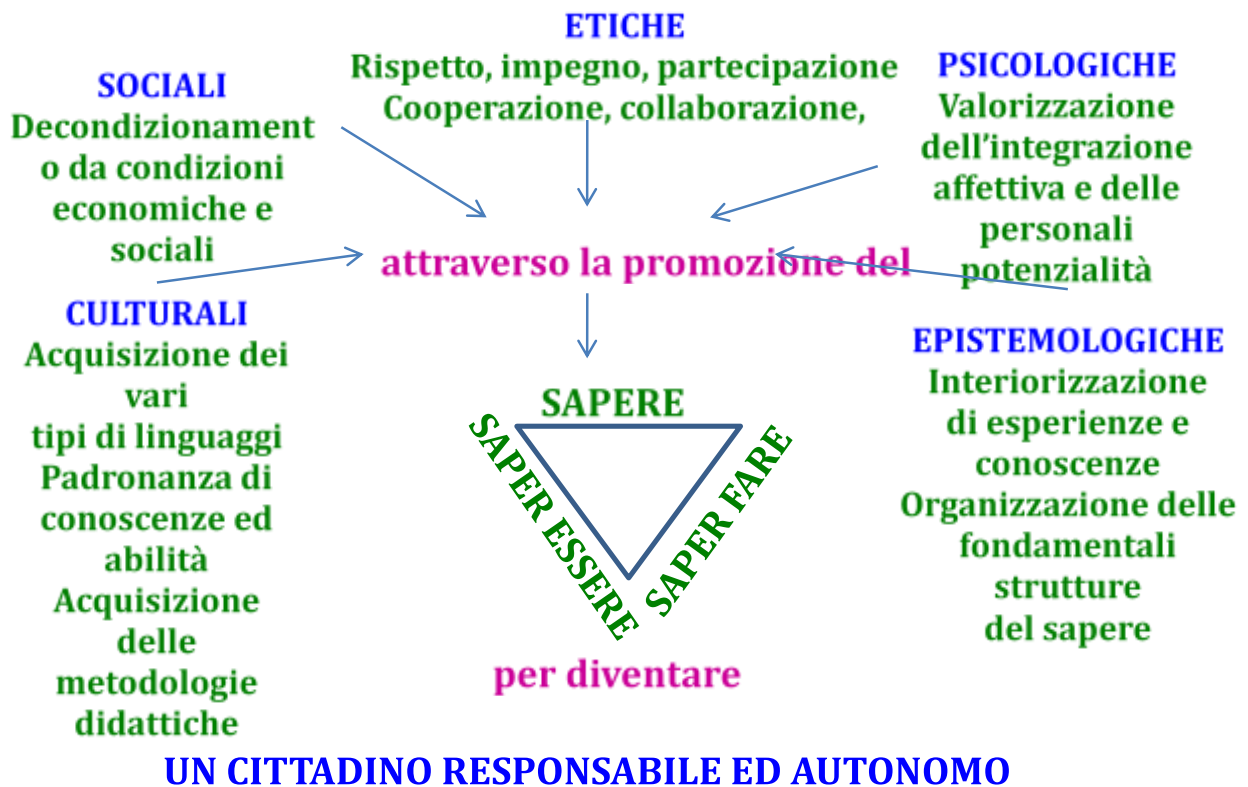 ETICHE
Rispetto, impegno, partecipazione
Cooperazione, collaborazione,
SOCIALI
Decondizionament
o da condizioni
economiche e
sociali
PSICOLOGICHE
Valorizzazione
dell'integrazione
affettiva e delle
personali
potenzialità
attraverso la promozione del
CULTURALI
Acquisizione dei
vari
tipi di linguaggi
Padronanza di
conoscenze ed
abilità
Acquisizione
delle
metodologie
didattiche
EPISTEMOLOGICHE
Interiorizzazione
di esperienze e
conoscenze
Organizzazione delle
fondamentali
strutture
del sapere
SAPERE
SAPER ESSERE
SAPER FARE
per diventare
UN CITTADINO RESPONSABILE ED AUTONOMO